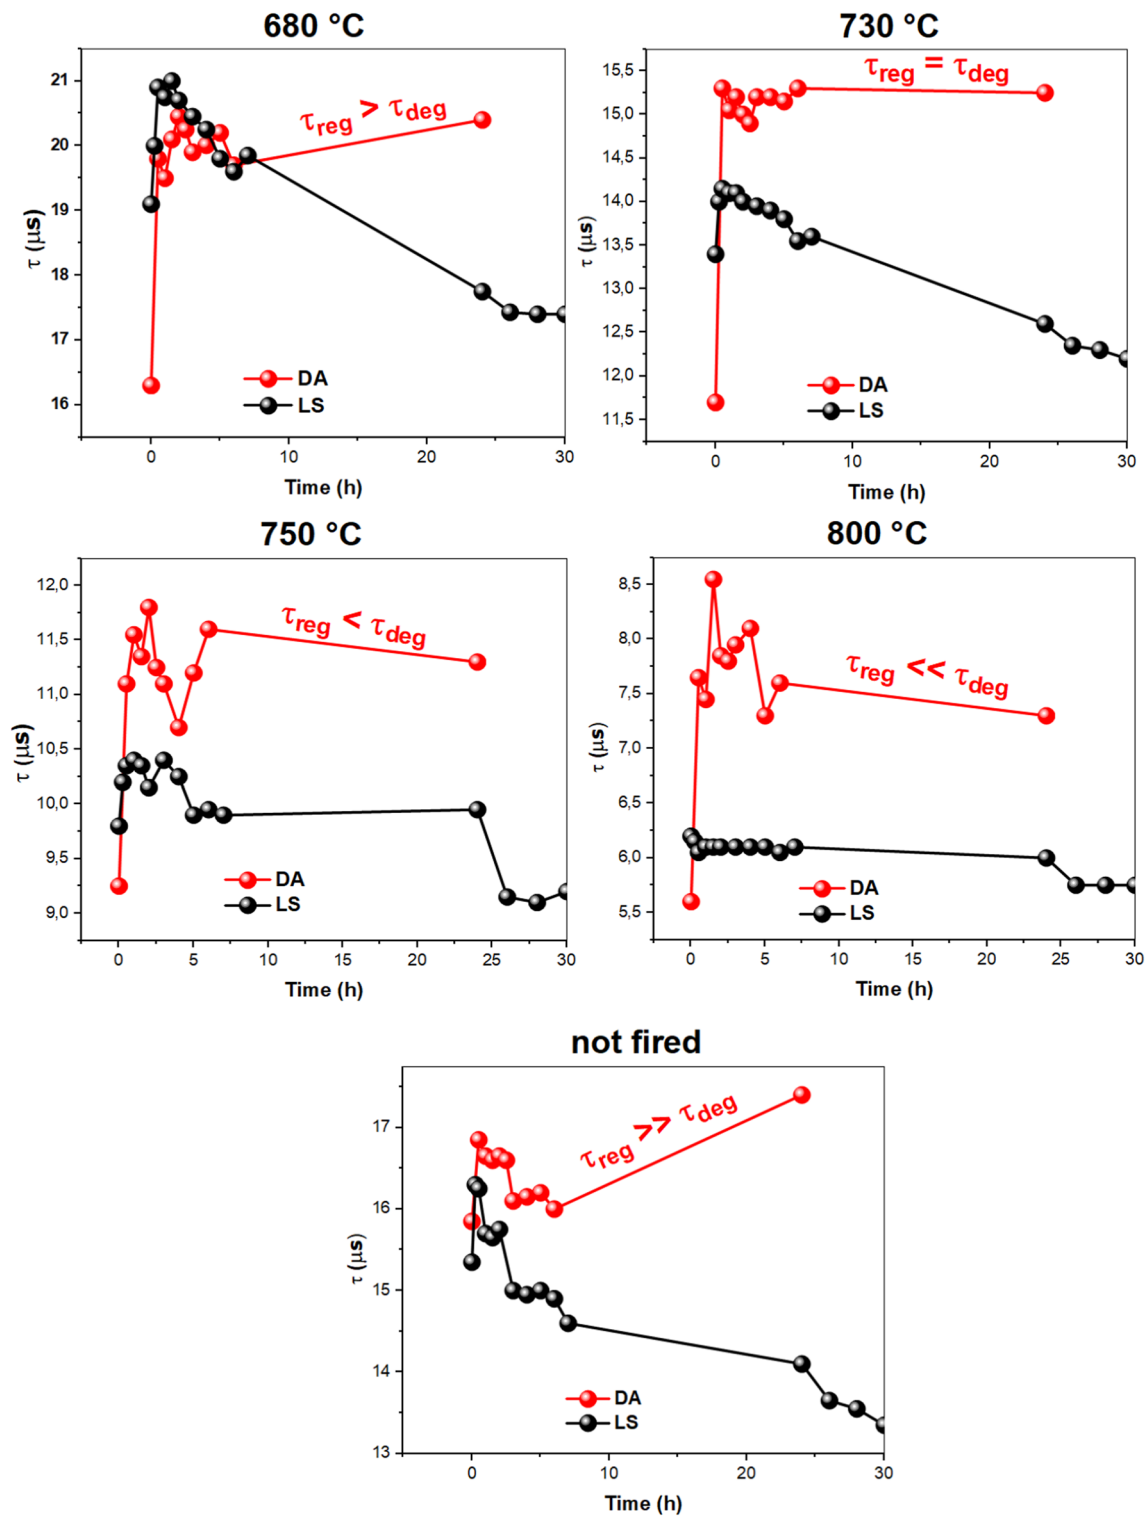 680 °C
τ (μs)
21
20
19
18
17
16
τreg > τdeg
DA
LS
0 10 20 30
Time (h)
730 °C
τ (μs)
15,5
15,0
14,5
14,0
13,5
13,0
12,5
12,0
11,5
τreg = τdeg
DA
LS
0 10 20 30
Time (h)
750 °C
τ (μs)
12,0
11,5
11,0
10,5
10,0
9,5
9,0
τreg < τdeg
DA
LS
0 5 10 15 20 25 30
Time (h)
800 °C
τ (μs)
8,5
8,0
7,5
7,0
6,5
6,0
5,5
τreg << τdeg
DA
LS
0 5 10 15 20 25 30
Time (h)
not fired
τ (μs)
17
16
15
14
13
τreg >> τdeg
DA
LS
0 10 20 30
Time (h)